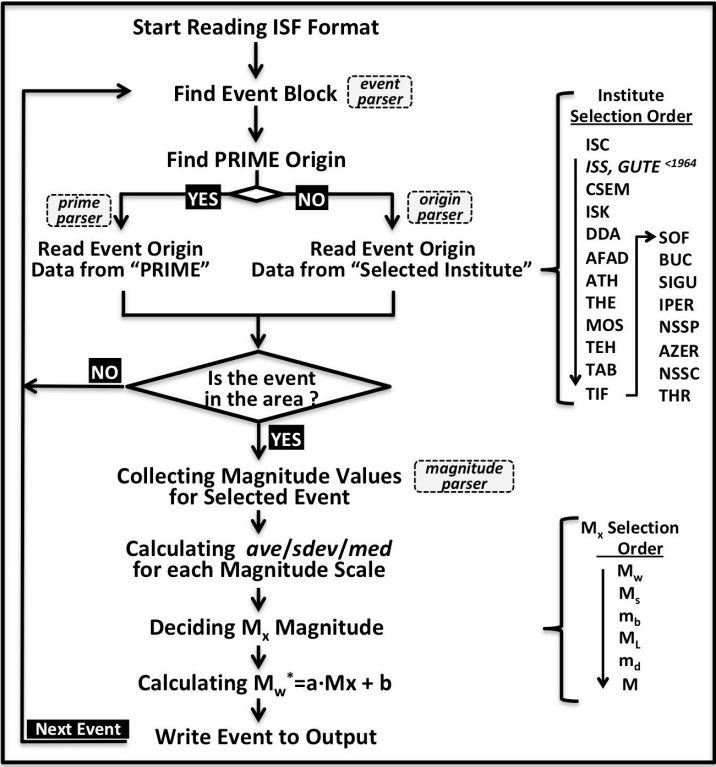 Start Reading ISF Format
Find Event Block
event
parser
Find PRIME Origin
YES
NO
prime
parser
origin
parser
Read Event Origin
Data from “PRIME”
Read Event Origin
Data from “Selected Institute”
Is the event
in the area ?
NO
YES
Collecting Magnitude Values
for Selected Event
magnitude
parser
Calculating ave/sdev/med
for each Magnitude Scale
Deciding Mx Magnitude
Calculating Mw*=a·Mx + b
Next Event
Write Event to Output
Institute
Selection Order
ISC
ISS, GUTE <1964
CSEM
ISK
DDA
AFAD
ATH
THE
MOS
TEH
TAB
TIF
SOF
BUC
SIGU
IPER
NSSP
AZER
NSSC
THR
Mx Selection
Order
Mw
Ms
mb
ML
md
M